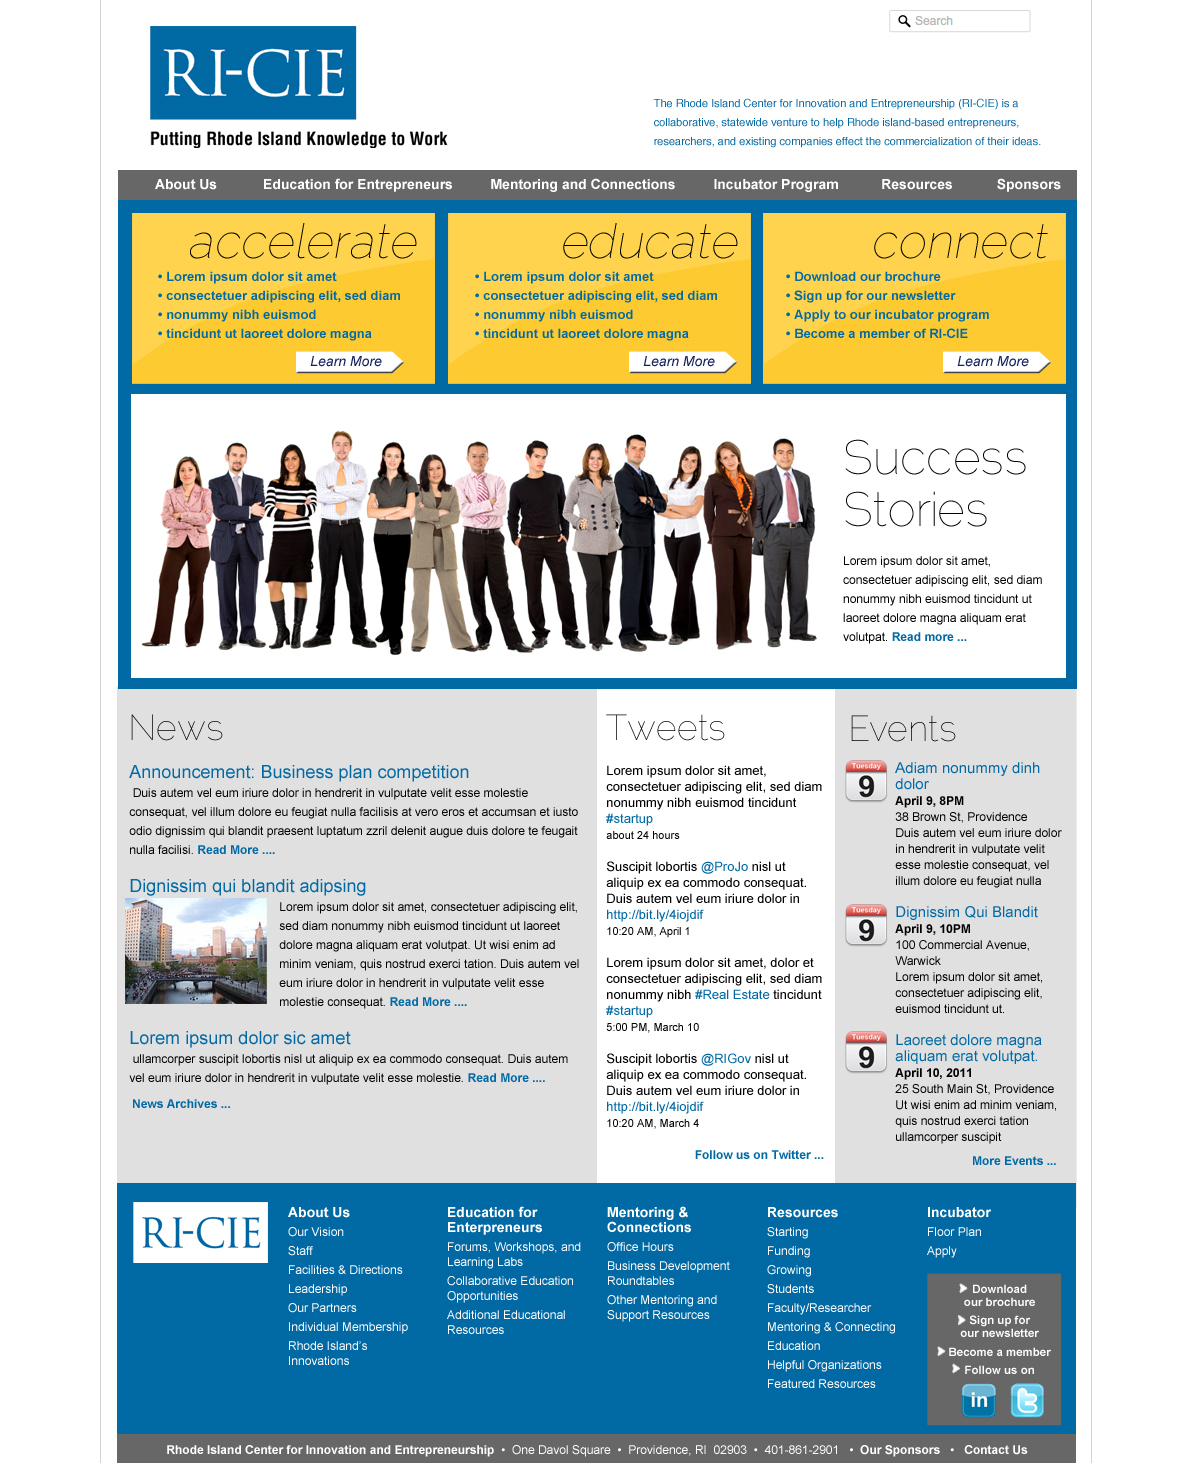 Search
RI-CIE
Putting Rhode Island Knowledge to Work
The Rhode Island Center for Innovation and Entrepreneurship (RI-CIE) is a
collaborative, statewide venture to help Rhode island-based entrepreneurs,
researchers, and existing companies effect the commercialization of their ideas.
About Us Education for Entrepreneurs Mentoring and Connections Incubator Program Resources Sponsors
accelerate
• Lorem ipsum dolor sit amet
• consectetuer adipiscing elit, sed diam
• nonummy nibh euismod
• tincidunt ut laoreet dolore magna
Learn More
educate
• Lorem ipsum dolor sit amet
• consectetuer adipiscing elit, sed diam
• nonummy nibh euismod
• tincidunt ut laoreet dolore magna
Learn More
connect
• Download our brochure
• Sign up for our newsletter
• Apply to our incubator program
• Become a member of RI-CIE
Learn More
Success
Stories
Lorem ipsum dolor sit amet,
consectetuer adipiscing elit, sed diam
nonummy nibh euismod tincidunt ut
laoreet dolore magna aliquam erat
volutpat. Read more ...
News
Announcement: Business plan competition
Duis autem vel eum iriure dolor in hendrerit in vulputate velit esse molestie
consequat, vel illum dolore eu feugiat nulla facilisis at vero eros et accumsan et iusto
odio dignissim qui blandit praesent luptatum zzril delenit augue duis dolore te feugait
nulla facilisi. Read More ....
Dignissim qui blandit adipsing
Lorem ipsum dolor sit amet, consectetuer adipiscing elit,
sed diam nonummy nibh euismod tincidunt ut laoreet
dolore magna aliquam erat volutpat. Ut wisi enim ad
minim veniam, quis nostrud exerci tation. Duis autem vel
eum iriure dolor in hendrerit in vulputate velit esse
molestie consequat. Read More ....
Lorem ipsum dolor sic amet
ullamcorper suscipit lobortis nisl ut aliquip ex ea commodo consequat. Duis autem
vel eum iriure dolor in hendrerit in vulputate velit esse molestie. Read More ....
News Archives ...
Tweets
Lorem ipsum dolor sit amet,
consectetuer adipiscing elit, sed diam
nonummy nibh euismod tincidunt
#startup
about 24 hours
Suscipit lobortis @ProJo nisl ut
aliquip ex ea commodo consequat.
Duis autem vel eum iriure dolor in
http://bit.ly/4iojdif
10:20 AM, April 1
Lorem ipsum dolor sit amet, dolor et
consectetuer adipiscing elit, sed diam
nonummy nibh #Real Estate tincidunt
#startup
5:00 PM, March 10
Suscipit lobortis @RIGov nisl ut
aliquip ex ea commodo consequat.
Duis autem vel eum iriure dolor in
http://bit.ly/4iojdif
10:20 AM, March 4
Follow us on Twitter ...
Events
Tuesday
9
Adiam nonummy dinh
dolor
April 9, 8PM
38 Brown St, Providence
Duis autem vel eum iriure dolor
in hendrerit in vulputate velit
esse molestie consequat, vel
illum dolore eu feugiat nulla
Tuesday
9
Dignissim Qui Blandit
April 9, 10PM
100 Commercial Avenue,
Warwick
Lorem ipsum dolor sit amet,
consectetuer adipiscing elit,
euismod tincidunt ut.
Tuesday
9
Laoreet dolore magna
aliquam erat volutpat.
April 10, 2011
25 South Main St, Providence
Ut wisi enim ad minim veniam,
quis nostrud exerci tation
ullamcorper suscipit
More Events ...
RI-CIE
About Us
Our Vision
Staff
Facilities & Directions
Leadership
Our Partners
Individual Membership
Rhode Island's
Innovations
Education for
Enterpreneurs
Forums, Workshops, and
Learning Labs
Collaborative Education
Opportunities
Additional Educational
Resources
Mentoring &
Connections
Office Hours
Business Development
Roundtables
Other Mentoring and
Support Resources
Resources
Starting
Funding
Growing
Students
Faculty/Researcher
Mentoring & Connecting
Education
Helpful Organizations
Featured Resources
Incubator
Floor Plan
Apply
Download
our brochure
Sign up for
our newsletter
Become a member
Follow us on
in t
Rhode Island Center for Innovation and Entrepreneurship • One Davol Square • Providence, RI 02903 • 401-861-2901 • Our Sponsors • Contact Us